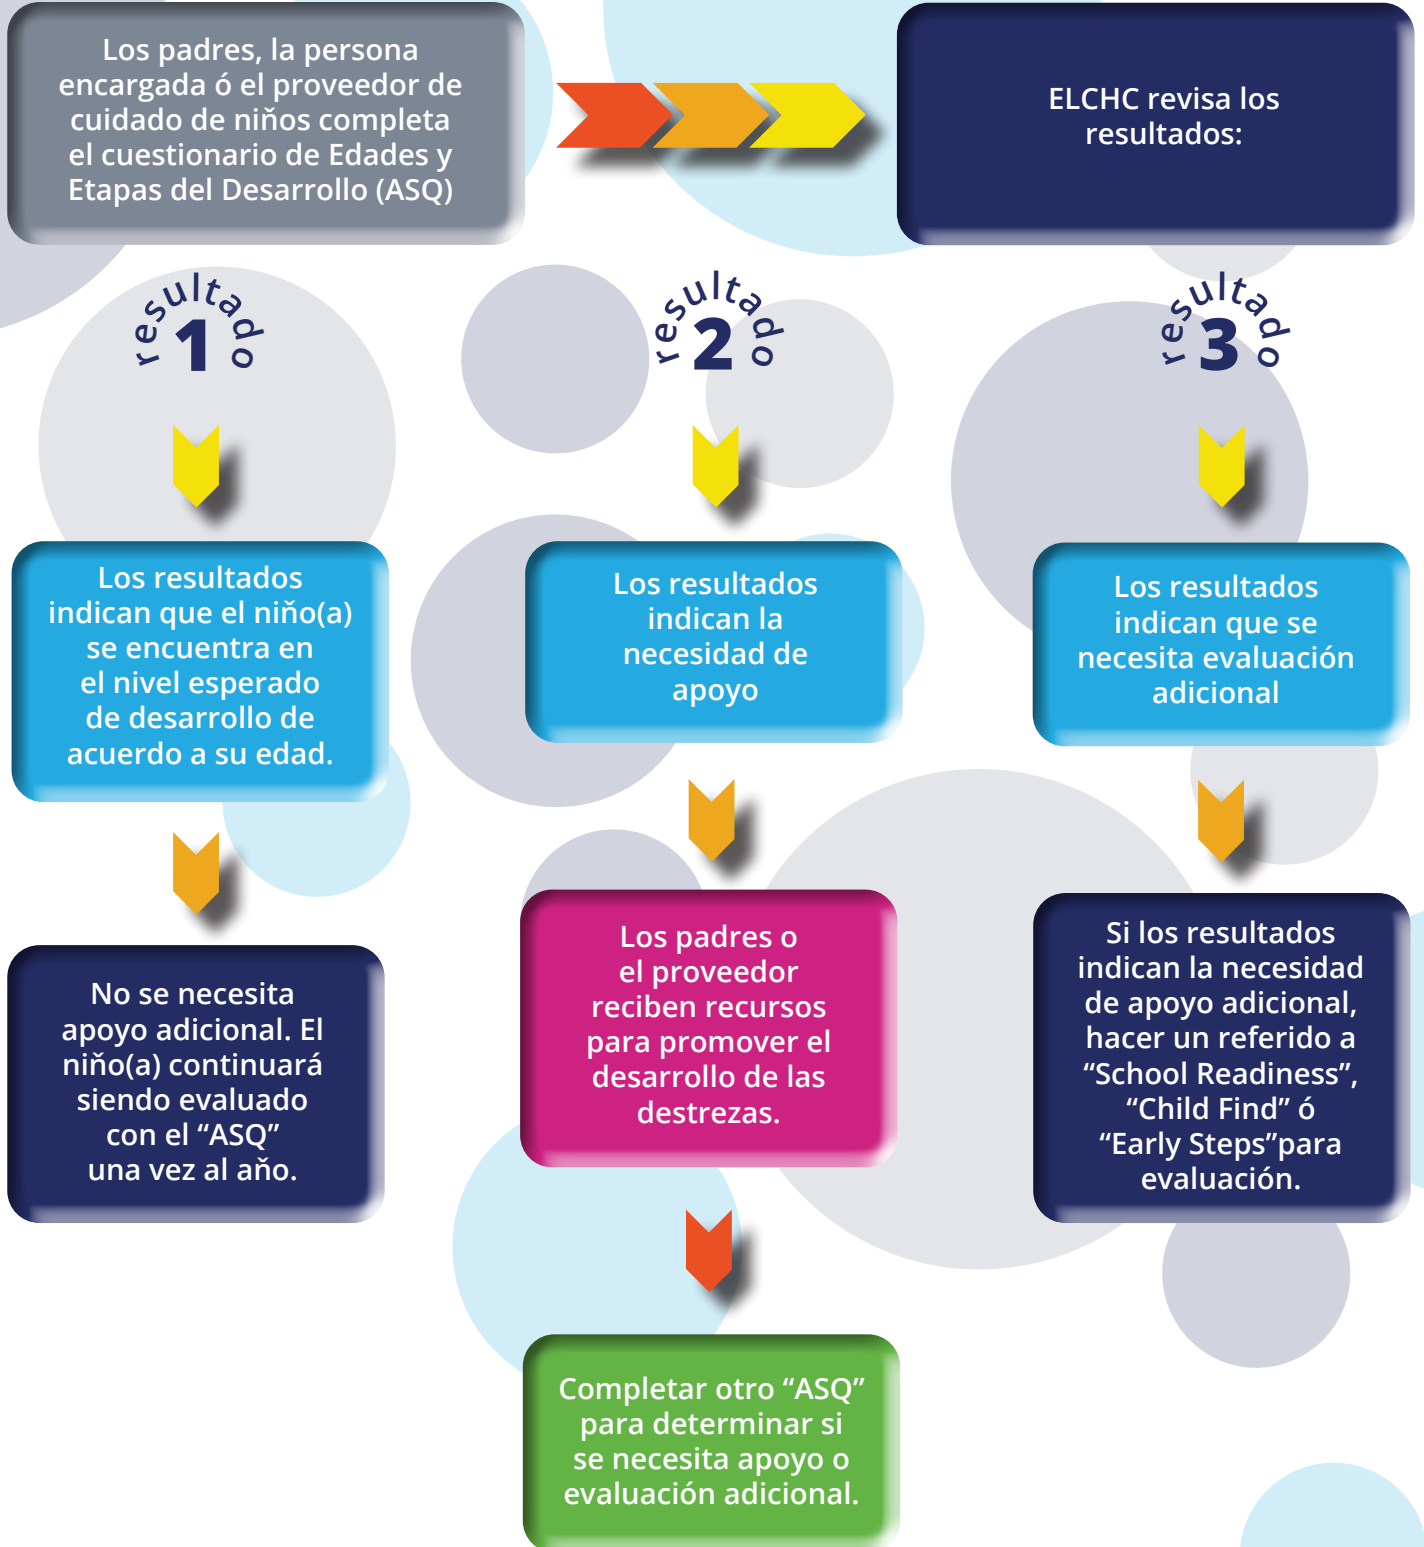 Los padres, la persona
encargada ó el proveedor de
cuidado de niňos completa
el cuestionario de Edades y
Etapas del Desarrollo (ASQ)
ELCHC revisa los
resultados:
resultado
1
resultado
2
resultado
3
Los resultados
indican que el niňo(a)
se encuentra en
el nivel esperado
de desarrollo de
acuerdo a su edad.
Los resultados
indican la
necesidad de
apoyo
Los resultados
indican que se
necesita evaluación
adicional
No se necesita
apoyo adicional. El
niňo(a) continuará
siendo evaluado
con el “ASQ”
una vez al aňo.
Los padres o
el proveedor
reciben recursos
para promover el
desarrollo de las
destrezas.
Si los resultados
indican la necesidad
de apoyo adicional,
hacer un referido a
“School Readiness”,
“Child Find” ó
“Early Steps”para
evaluación.
Completar otro “ASQ”
para determinar si
se necesita apoyo o
evaluación adicional.